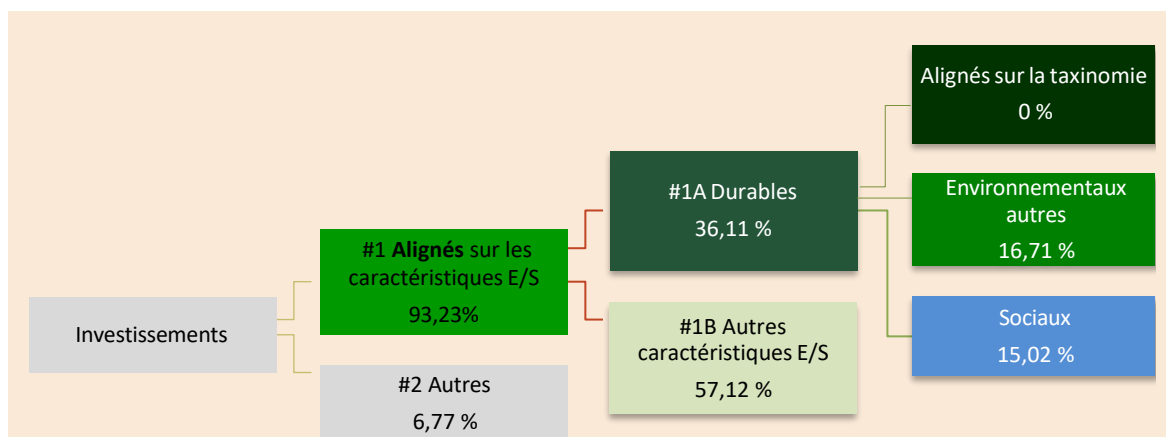 Investissements
#1 Alignés sur les
caractéristiques E/S
93,23%
#2 Autres
6,77 %
#1A Durables
36,11 %
#1B Autres
caractéristiques E/S
57,12 %
Alignés sur la taxinomie
0 %
Environnementaux
autres
16,71 %
Sociaux
15,02 %